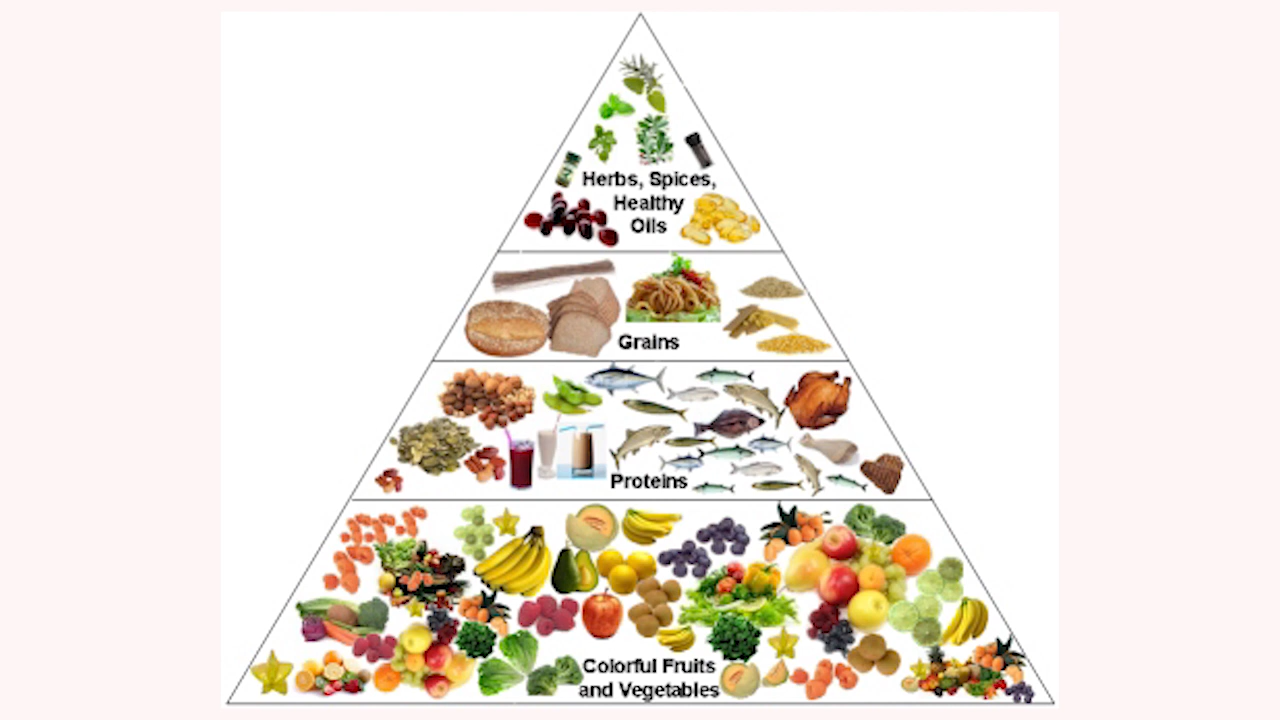 Herbs, Spices,
Healthy
Oils
Grains
Proteins
Colorful Fruits
and Vegetables